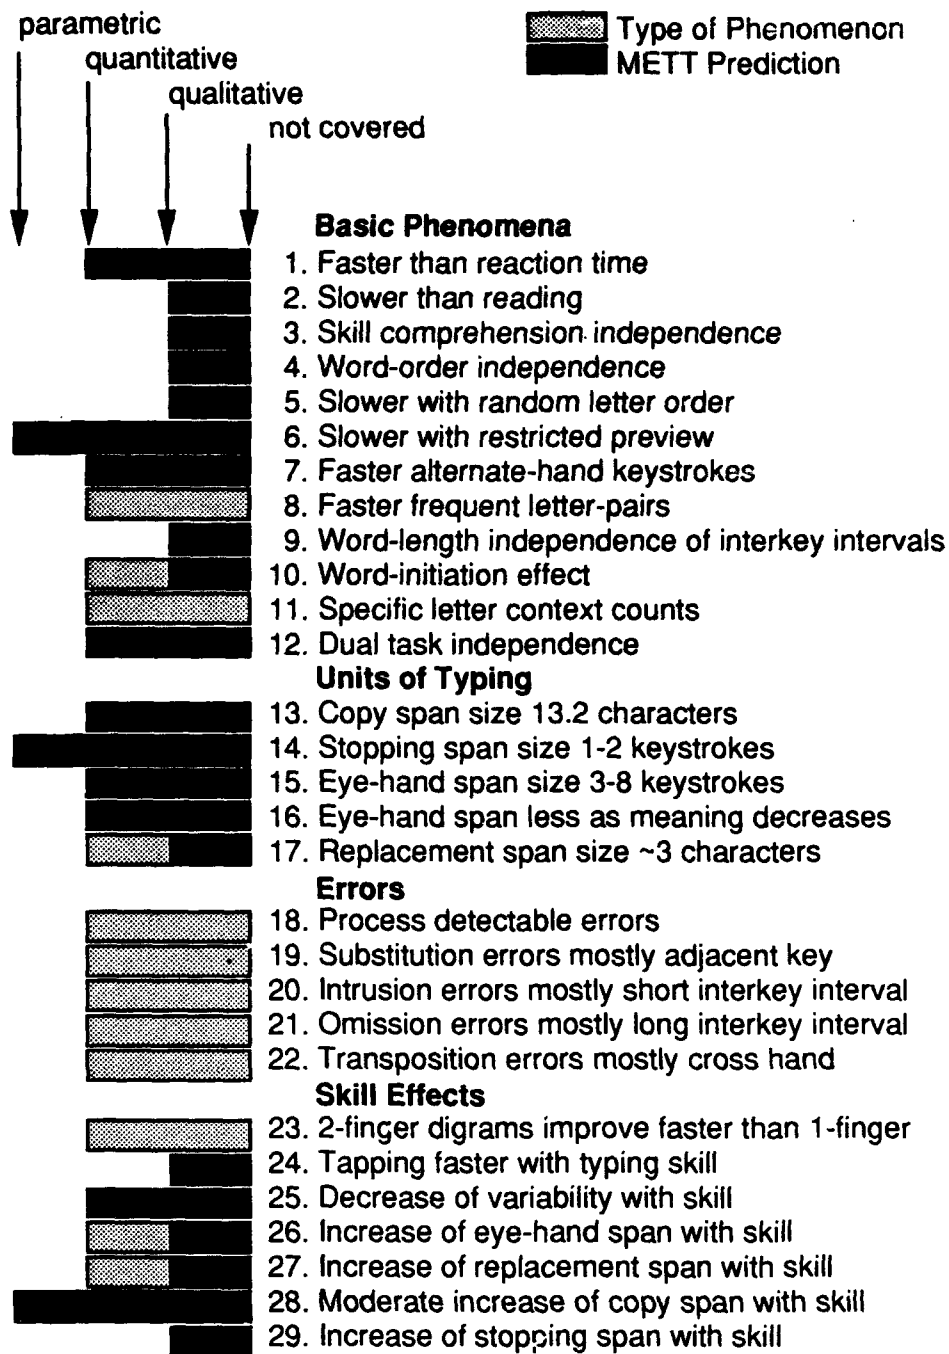 parametric
quantitative
qualitative
not covered
Type of Phenomenon
METT Prediction
Basic Phenomena
1. Faster than reaction time
2. Slower than reading
3. Skill comprehension independence
4. Word-order independence
5. Slower with random letter order
6. Slower with restricted preview
7. Faster alternate-hand keystrokes
8. Faster frequent letter-pairs
9. Word-length independence of interkey intervals
10. Word-initiation effect
11. Specific letter context counts
12. Dual task independence
Units of Typing
13. Copy span size 13.2 characters
14. Stopping span size 1-2 keystrokes
15. Eye-hand span size 3-8 keystrokes
16. Eye-hand span less as meaning decreases
17. Replacement span size ~3 characters
Errors
18. Process detectable errors
19. Substitution errors mostly adjacent key
20. Intrusion errors mostly short interkey interval
21. Omission errors mostly long interkey interval
22. Transposition errors mostly cross hand
Skill Effects
23. 2-finger digrams improve faster than 1-finger
24. Tapping faster with typing skill
25. Decrease of variability with skill
26. Increase of eye-hand span with skill
27. Increase of replacement span with skill
28. Moderate increase of copy span with skill
29. Increase of stopping span with skill